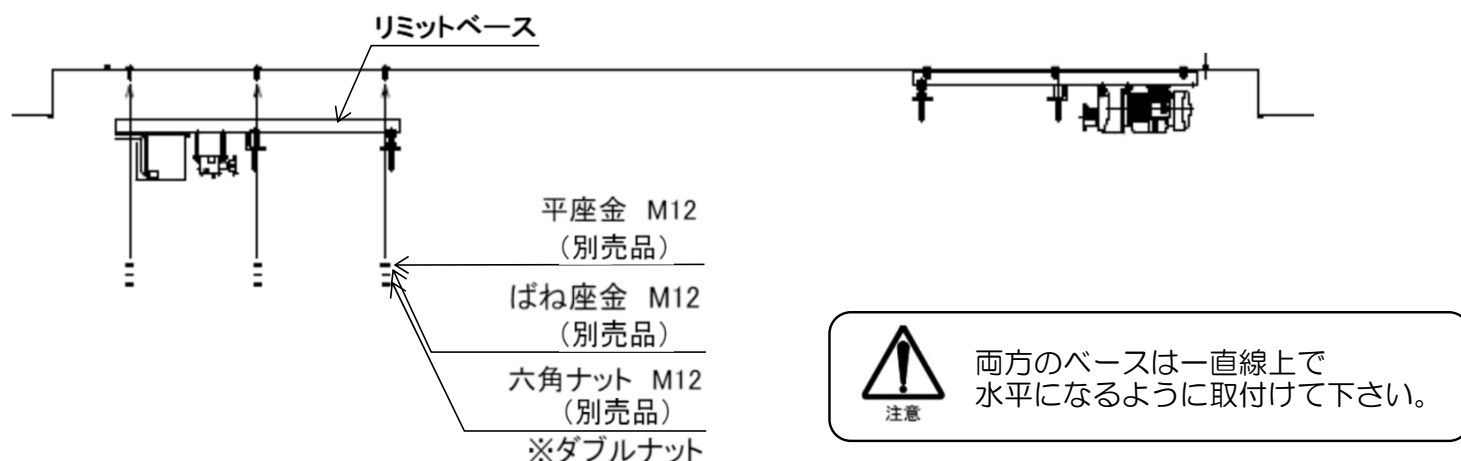 リミットベース
平座金 M12
(別売品)
ばね座金 M12
(別売品)
六角ナット M12
(別売品)
※ダブルナット
注意
両方のベースは一直線上で
水平になるように取付けて下さい。